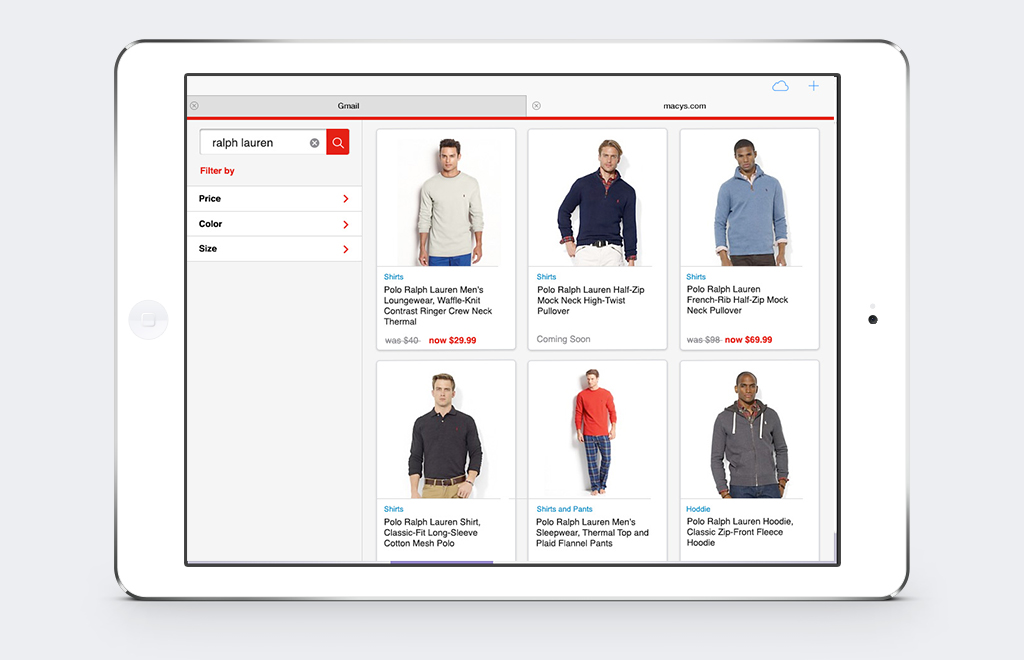 Gmail
macys.com
ralph lauren
Filter by
Price
Color
Size
Shirts
Polo Ralph Lauren Men's
Loungewear, Waffle-Knit
Contrast Ringer Crew Neck
Thermal
was $40 now $29.99
Shirts
Polo Ralph Lauren Half-Zip
Mock Neck High-Twist
Pullover
Coming Soon
Shirts
Polo Ralph Lauren
French-Rib Half-Zip Mock
Neck Pullover
was $98 now $69.99
Shirts
Polo Ralph Lauren Shirt,
Classic-Fit Long-Sleeve
Cotton Mesh Polo
Shirts and Pants
Polo Ralph Lauren Men's
Sleepwear, Thermal Top and
Plaid Flannel Pants
Hoddie
Polo Ralph Lauren Hoodie,
Classic Zip-Front Fleece
Hoodie